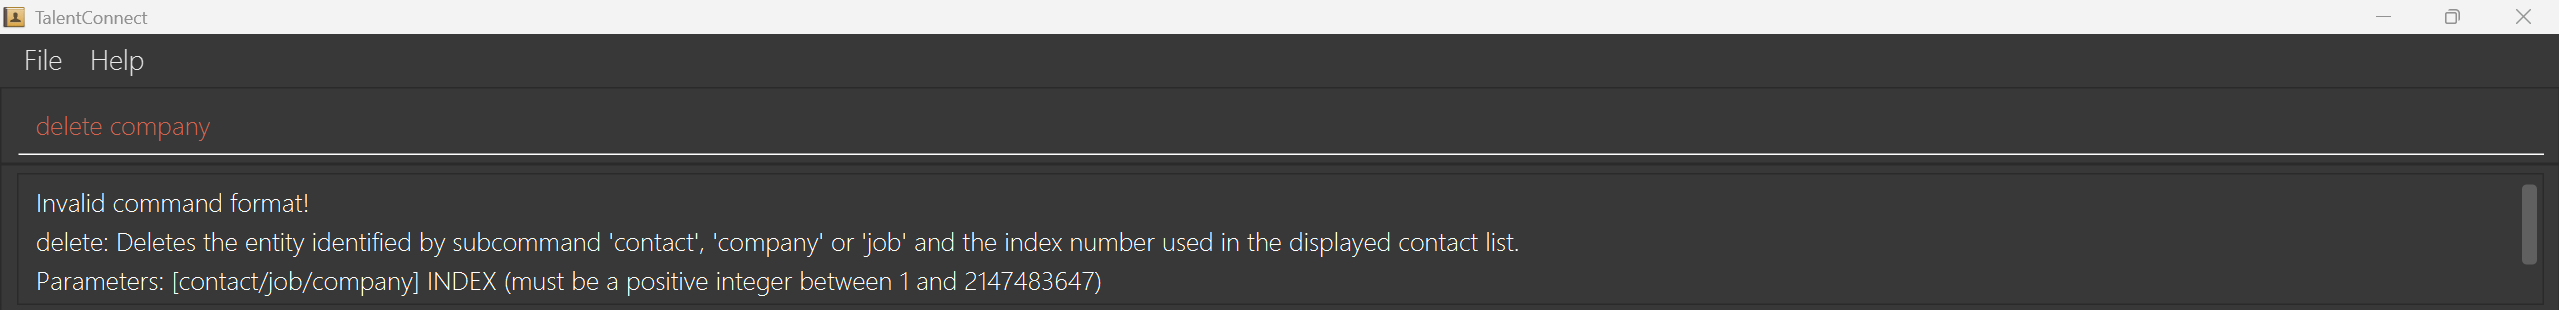 TalentConnect
File Help
delete company
Invalid command format!
delete: Deletes the entity identified by subcommand 'contact', 'company' or 'job' and the index number used in the displayed contact list.
Parameters: [contact/job/company] INDEX (must be a positive integer between 1 and 2147483647)